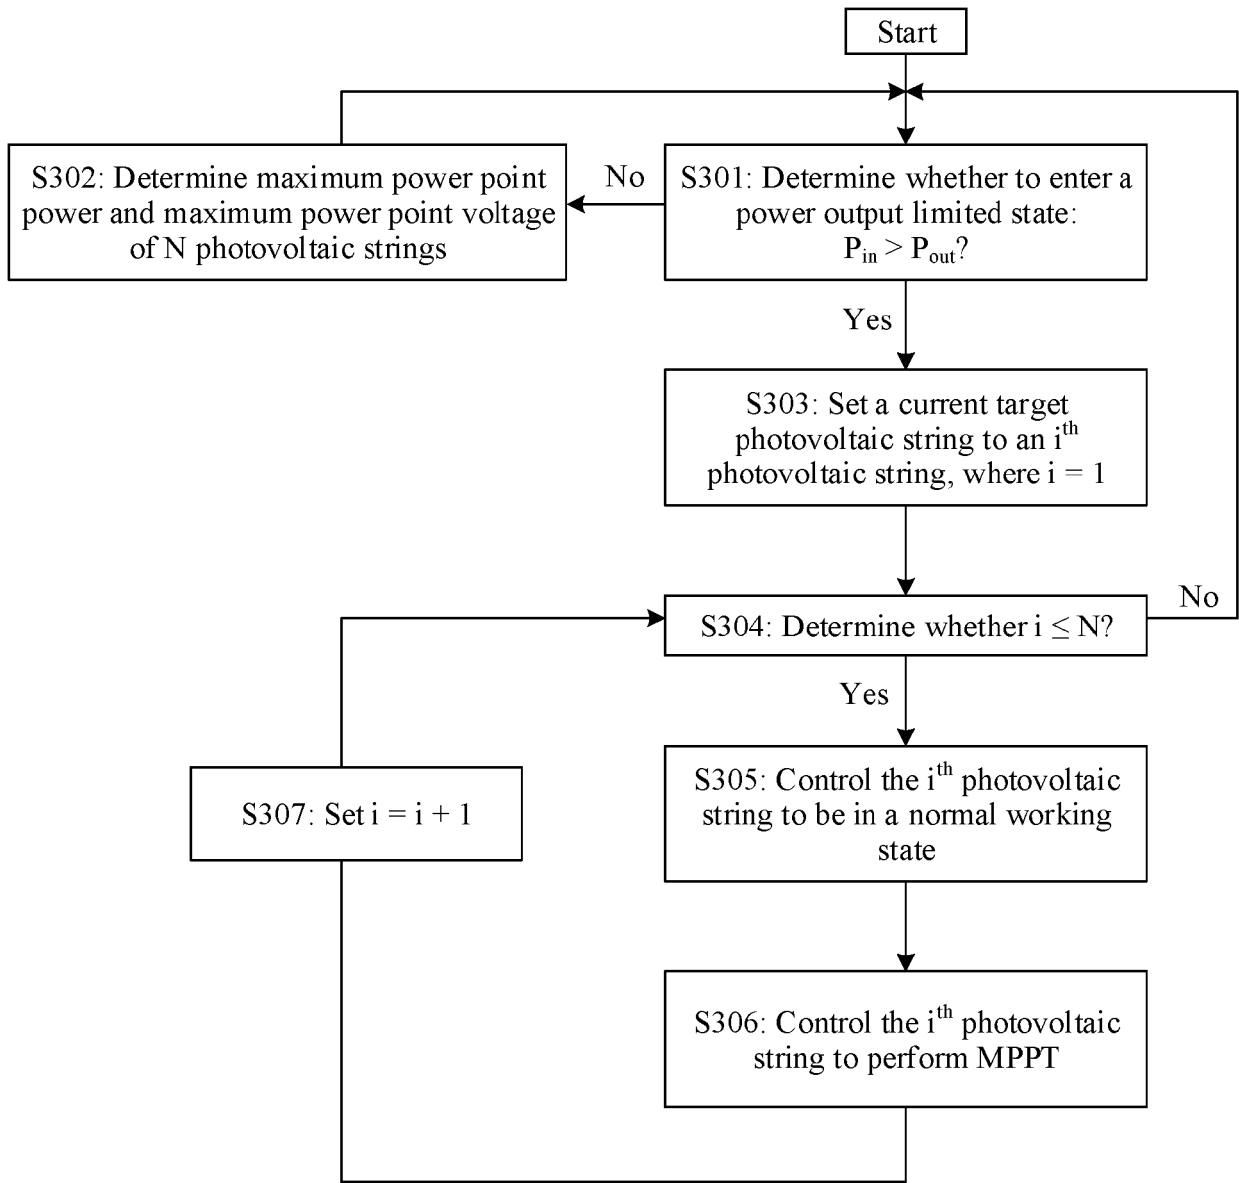 Start
S302: Determine maximum power point
power and maximum power point voltage
of N photovoltaic strings
No
S301: Determine whether to enter a
power output limited state:
Pin > Pout?
Yes
S303: Set a current target
photovoltaic string to an ith
photovoltaic string, where i = 1
No
S304: Determine whether i ≤ N?
Yes
S305: Control the ith photovoltaic
string to be in a normal working
state
S307: Set i = i + 1
S306: Control the ith photovoltaic
string to perform MPPT